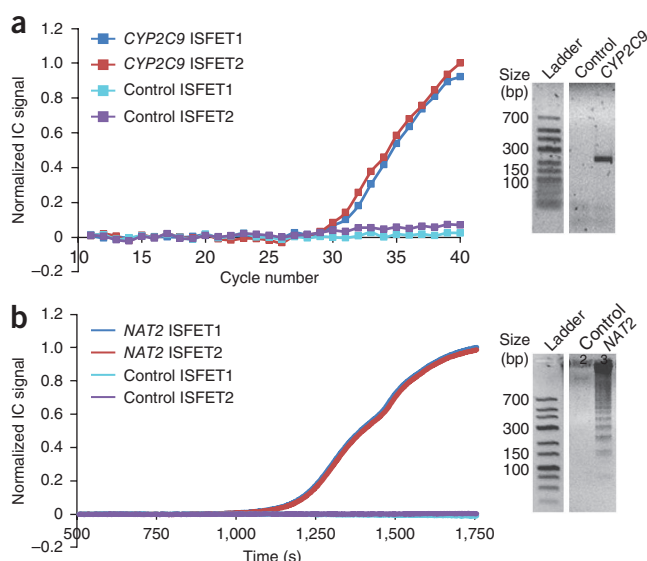 a
1.2
1.0
0.8
0.6
0.4
0.2
0
−0.2
Normalized IC signal
CYP2C9 ISFET1
CYP2C9 ISFET2
Control ISFET1
Control ISFET2
10 15 20 25 30 35 40
Cycle number
Size
(bp)
Ladder
Control
CYP2C9
700
300
150
100
b
1.2
1.0
0.8
0.6
0.4
0.2
0
−0.2
Normalized IC signal
NAT2 ISFET1
NAT2 ISFET2
Control ISFET1
Control ISFET2
500 750 1,000 1,250 1,500 1,750
Time (s)
Size
(bp)
Ladder
Control
NAT2
2 3
700
300
150
100